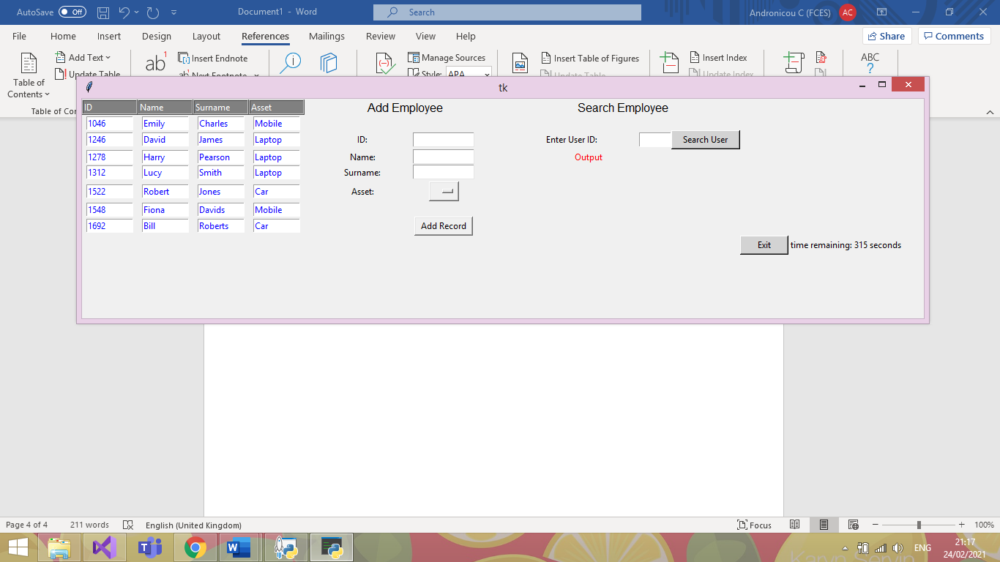 AutoSave Off Document1 - Word Search Andronicou C (FCES) AC
File Home Insert Design Layout References Mailings Review View Help Share Comments
Table of Contents
Add Text
Update Table
Table of Con
ab1
Insert Endnote
Next Footnote
Manage Sources
Style: APA
Insert Table of Figures
Update Table
Insert Index
Update Index
ABC
?
tk
ID Name Surname Asset
1046 Emily Charles Mobile
1246 David James Laptop
1278 Harry Pearson Laptop
1312 Lucy Smith Laptop
1522 Robert Jones Car
1548 Fiona Davids Mobile
1692 Bill Roberts Car
Add Employee
ID:
Name:
Surname:
Asset:
Add Record
Search Employee
Enter User ID: Search User
Output
Exit time remaining: 315 seconds
Page 4 of 4 211 words English (United Kingdom) Focus 100%
ENG 21:17
24/02/2021
Karyn Servin